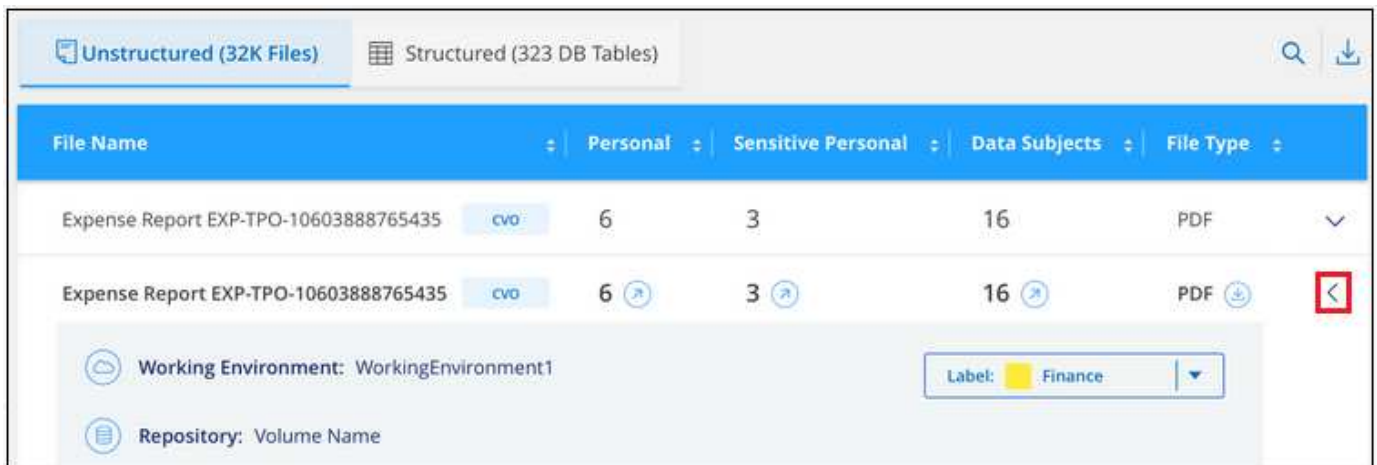 Unstructured (32K Files) Structured (323 DB Tables)
File Name Personal Sensitive Personal Data Subjects File Type
Expense Report EXP-TPO-10603888765435 CVO 6 3 16 PDF
Expense Report EXP-TPO-10603888765435 CVO 6 3 16 PDF
Working Environment: WorkingEnvironment1 Label: Finance
Repository: Volume Name